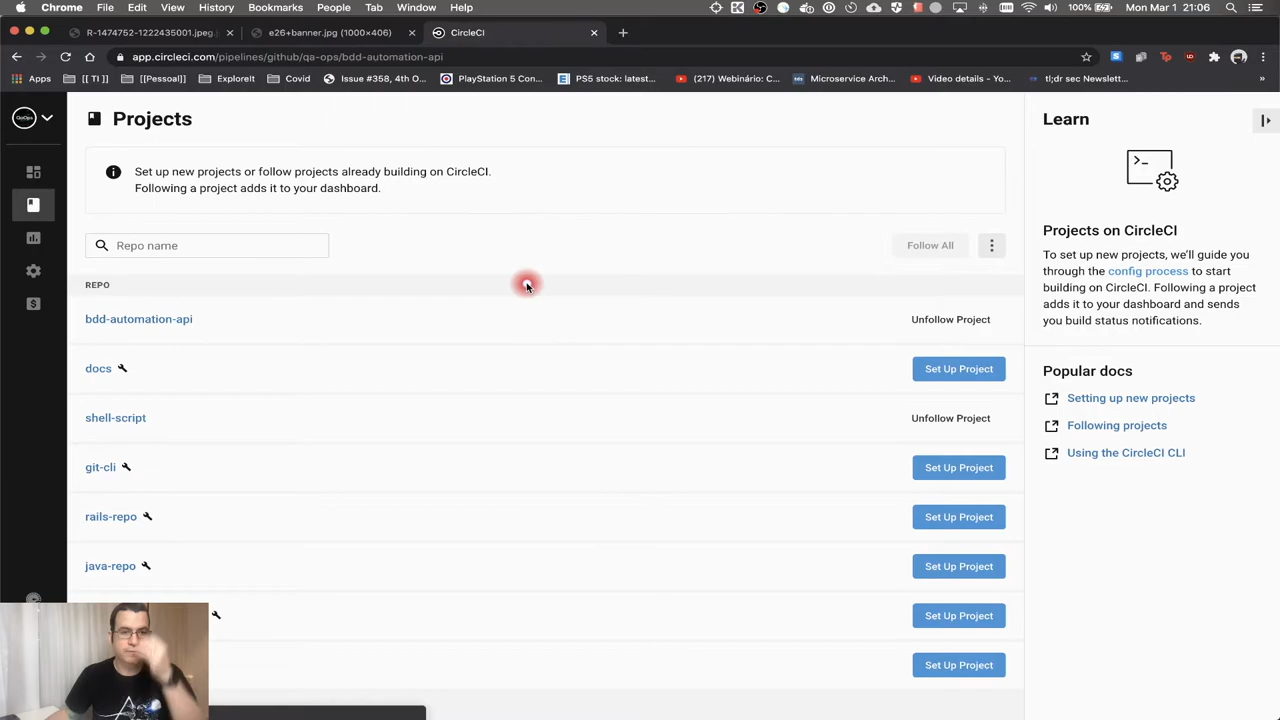 Chrome File Edit View History Bookmarks People Tab Window Help 100% Mon Mar 1 21:06
R-1474752-1222435001.jpeg e26+banner.jpg (1000×406) CircleCI
app.circleci.com/pipelines/github/qa-ops/bdd-automation-api
Apps [[ TI ]] [[Pessoal]] ExploreIt Covid Issue #358, 4th O... PlayStation 5 Con... PS5 stock: latest... (217) Webinário: C... Microservice Arch... Video details - Yo... tl;dr sec Newslett... »
QaOps
Projects
Set up new projects or follow projects already building on CircleCI.
Following a project adds it to your dashboard.
Repo name
Follow All
REPO
bdd-automation-api Unfollow Project
docs Set Up Project
shell-script Unfollow Project
git-cli Set Up Project
rails-repo Set Up Project
java-repo Set Up Project
Set Up Project
Set Up Project
Learn
Projects on CircleCI
To set up new projects, we'll guide you
through the config process to start
building on CircleCI. Following a project
adds it to your dashboard and sends
you build status notifications.
Popular docs
Setting up new projects
Following projects
Using the CircleCI CLI